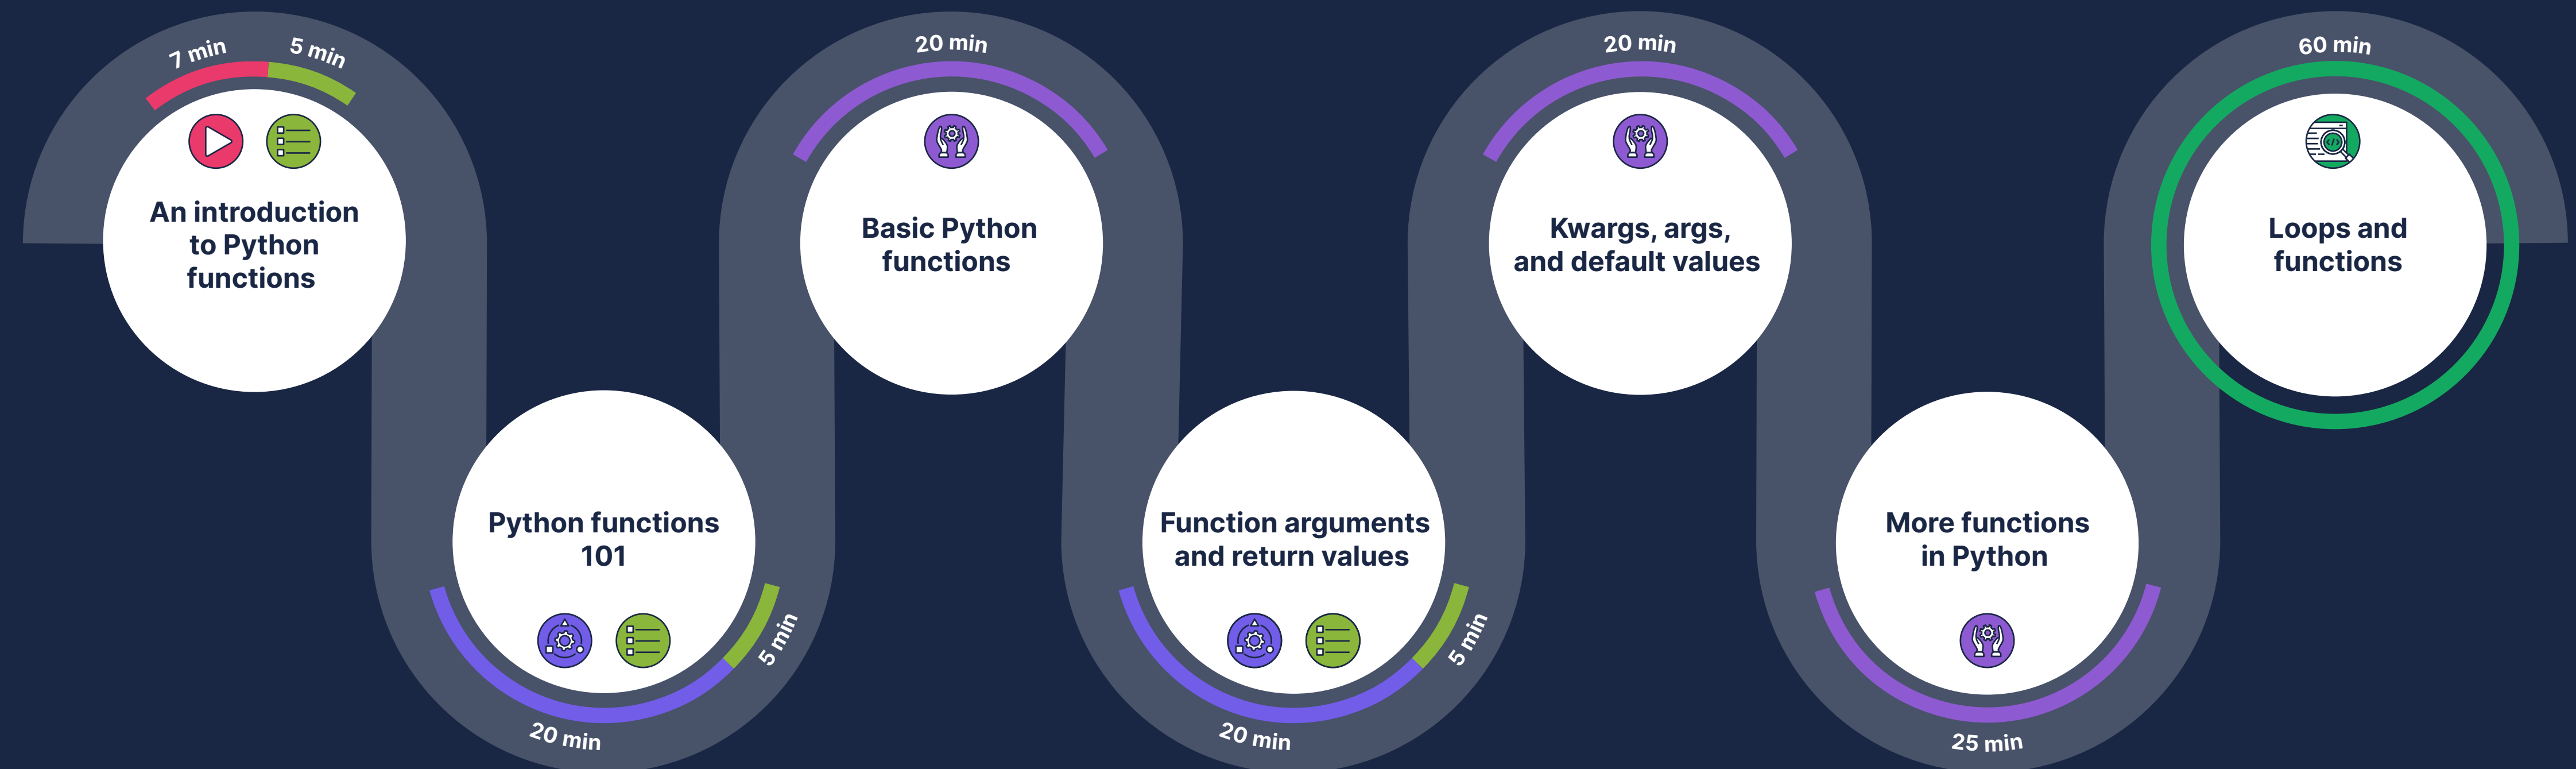 7 min
5 min
An introduction
to Python
functions
Python functions
101
20 min
5 min
20 min
Basic Python
functions
Function arguments
and return values
20 min
5 min
20 min
Kwargs, args,
and default values
More functions
in Python
25 min
60 min
Loops and
functions